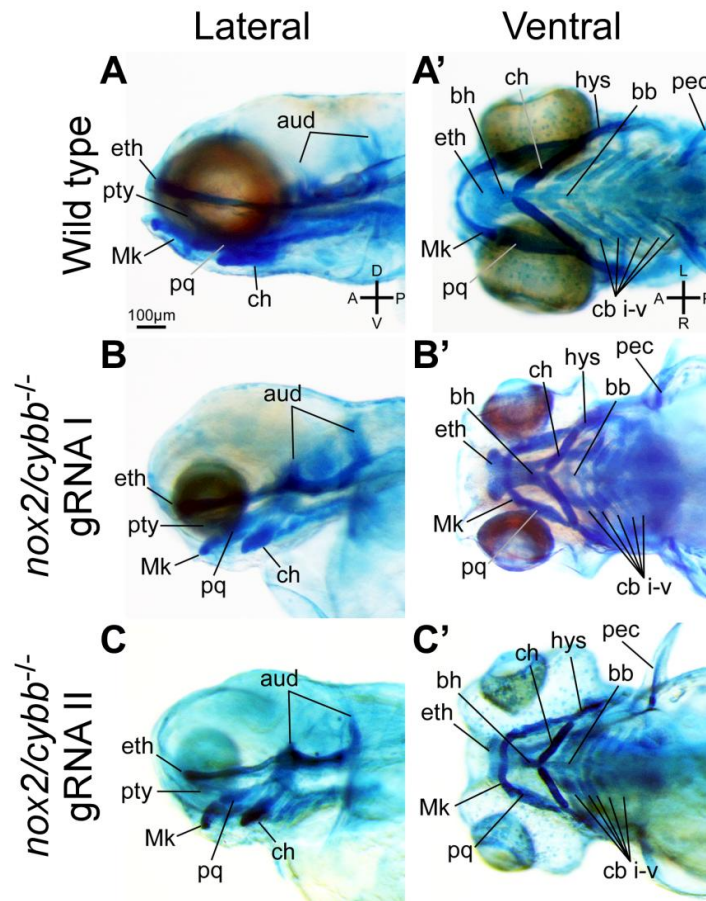 Lateral
Ventral
Wild type
A
eth
pty
Mk
pq
ch
aud
100μm
D
A P
V
A'
bh
ch
hys
bb
pec
eth
Mk
pq
cb i-v
L
A P
R
nox2/cybb-/-
gRNA I
B
eth
pty
Mk
pq
ch
aud
B'
bh
ch
hys
bb
pec
eth
Mk
pq
cb i-v
nox2/cybb-/-
gRNA II
C
eth
pty
Mk
pq
ch
aud
C'
bh
ch
hys
bb
pec
eth
Mk
pq
cb i-v